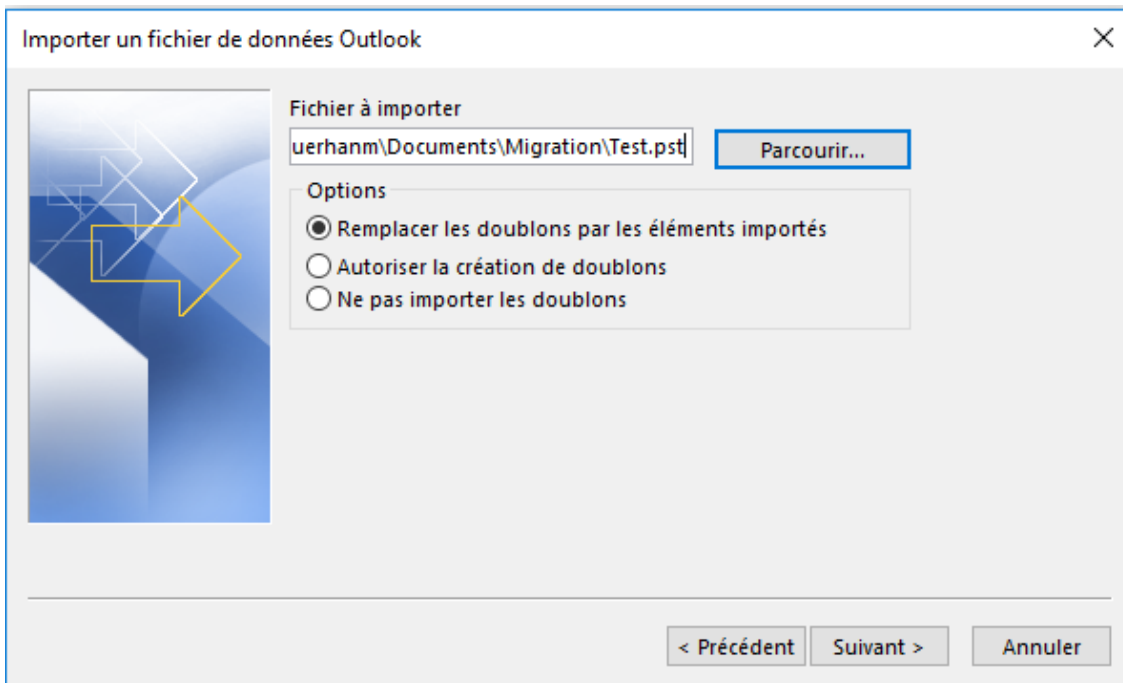 Importer un fichier de données Outlook
Fichier à importer
uerhanm\Documents\Migration\Test.pst
Parcourir...
Options
Remplacer les doublons par les éléments importés
Autoriser la création de doublons
Ne pas importer les doublons
< Précédent
Suivant >
Annuler